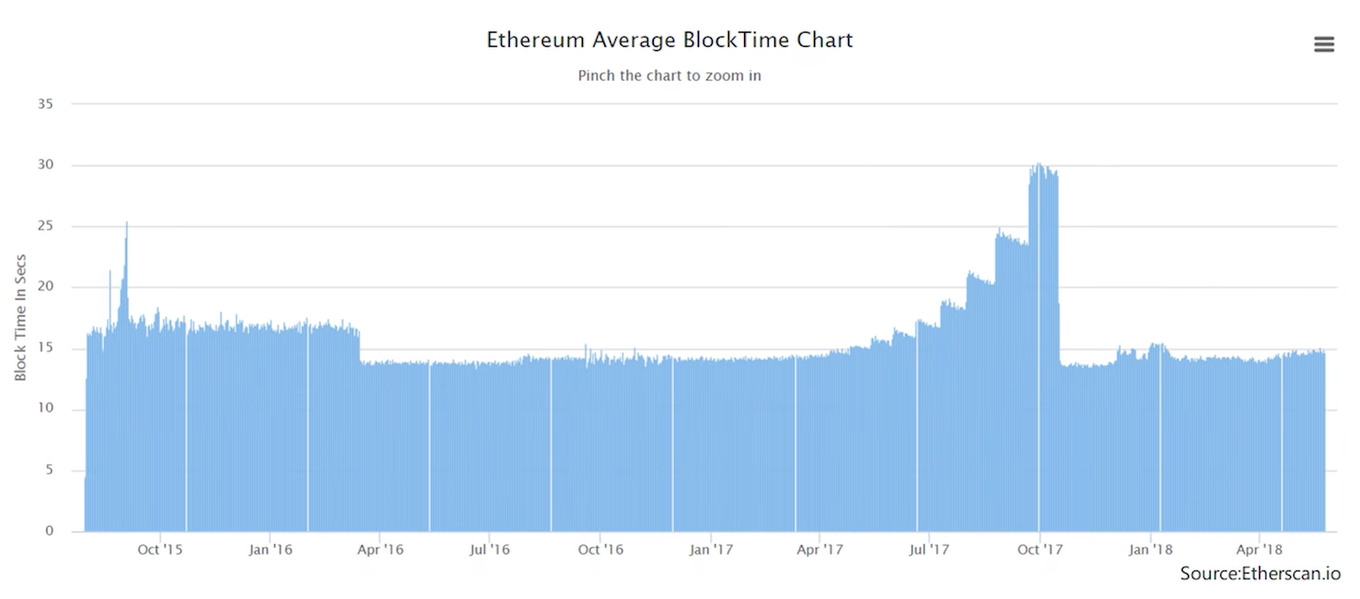 Ethereum Average BlockTime Chart
Pinch the chart to zoom in
Block Time In Secs
35
30
25
20
15
10
5
0
Oct '15
Jan '16
Apr '16
Jul '16
Oct '16
Jan '17
Apr '17
Jul '17
Oct '17
Jan '18
Apr '18
Source:Etherscan.io